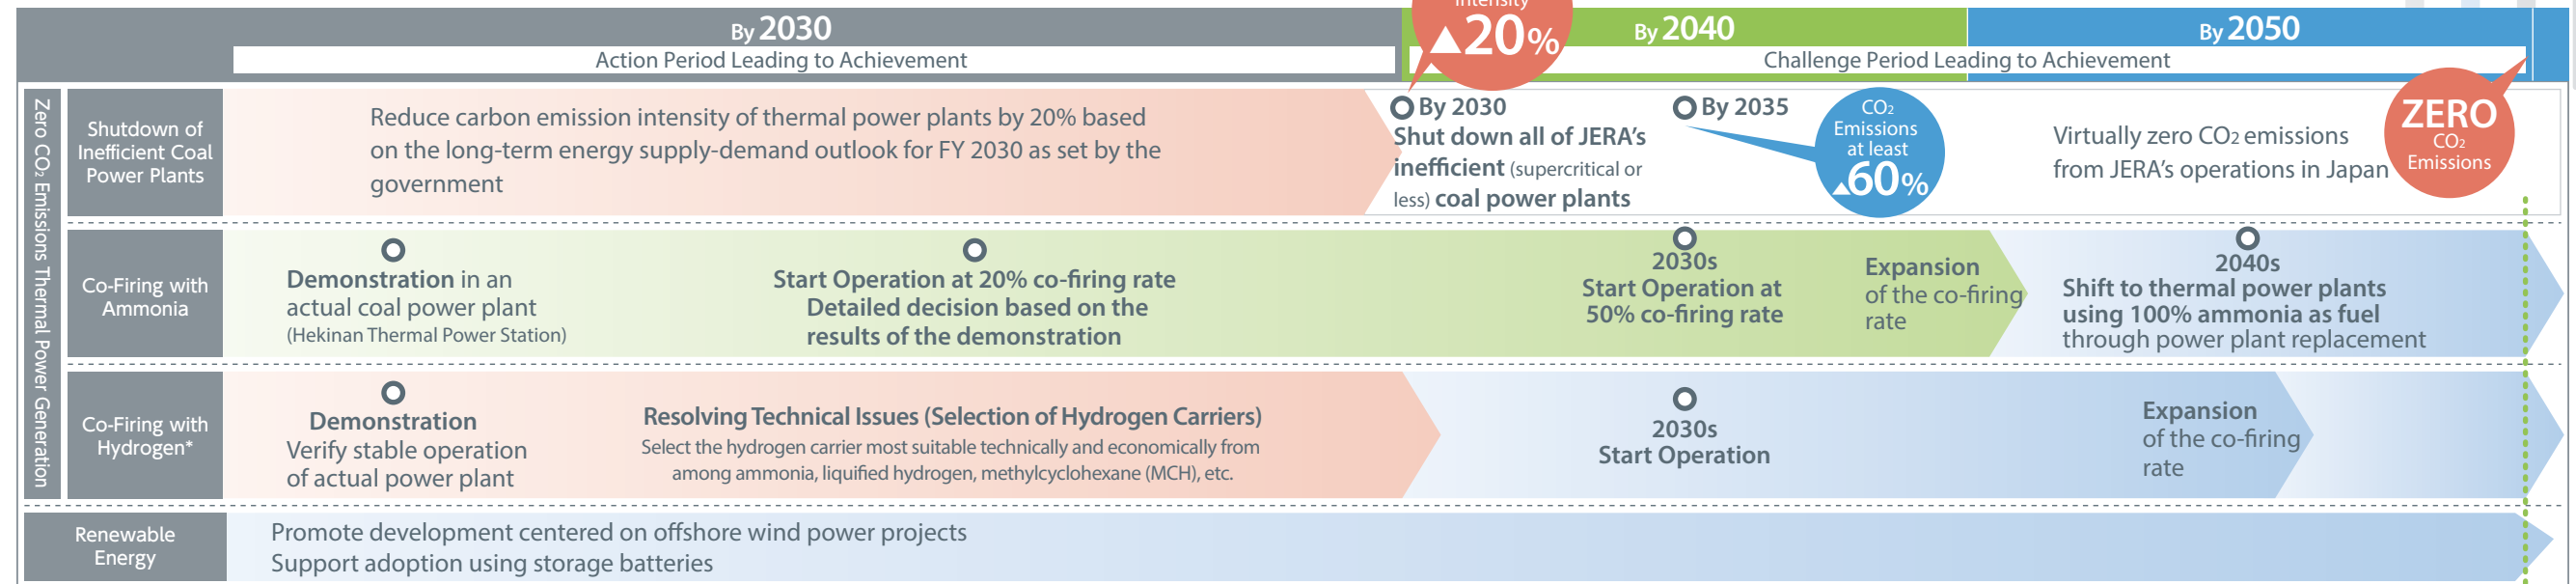 Intensity
▲20%
By 2030
By 2040
By 2050
Action Period Leading to Achievement
Challenge Period Leading to Achievement
Zero CO₂ Emissions Thermal Power Generation
Shutdown of
Inefficient Coal
Power Plants
Reduce carbon emission intensity of thermal power plants by 20% based
on the long-term energy supply-demand outlook for FY 2030 as set by the
government
By 2030
Shut down all of JERA’s
inefficient (supercritical or
less) coal power plants
By 2035
CO₂
Emissions
at least
▲60%
Virtually zero CO₂ emissions
from JERA’s operations in Japan
ZERO
CO₂
Emissions
Co-Firing with
Ammonia
Demonstration in an
actual coal power plant
(Hekinan Thermal Power Station)
Start Operation at 20% co-firing rate
Detailed decision based on the
results of the demonstration
2030s
Start Operation at
50% co-firing rate
Expansion
of the co-firing
rate
2040s
Shift to thermal power plants
using 100% ammonia as fuel
through power plant replacement
Co-Firing with
Hydrogen*
Demonstration
Verify stable operation
of actual power plant
Resolving Technical Issues (Selection of Hydrogen Carriers)
Select the hydrogen carrier most suitable technically and economically from
among ammonia, liquified hydrogen, methylcyclohexane (MCH), etc.
2030s
Start Operation
Expansion
of the co-firing
rate
Renewable
Energy
Promote development centered on offshore wind power projects
Support adoption using storage batteries